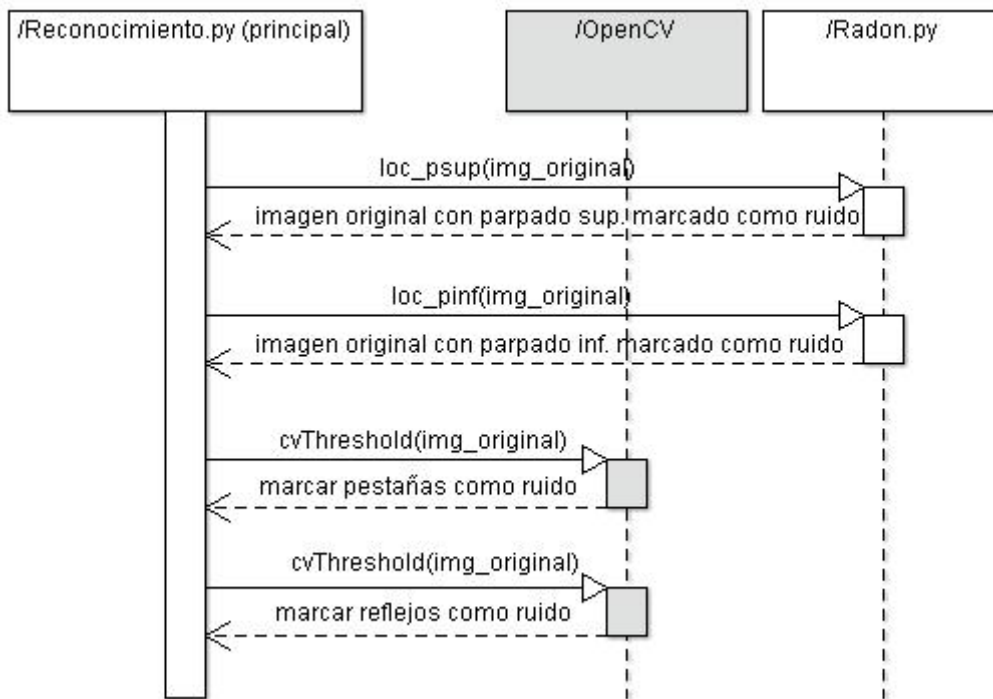 /Reconocimiento.py (principal)
/OpenCV
/Radon.py
loc_psup(img_original)
imagen original con parpado sup. marcado como ruido
loc_pinf(img_original)
imagen original con parpado inf. marcado como ruido
cvThreshold(img_original)
marcar pestañas como ruido
cvThreshold(img_original)
marcar reflejos como ruido